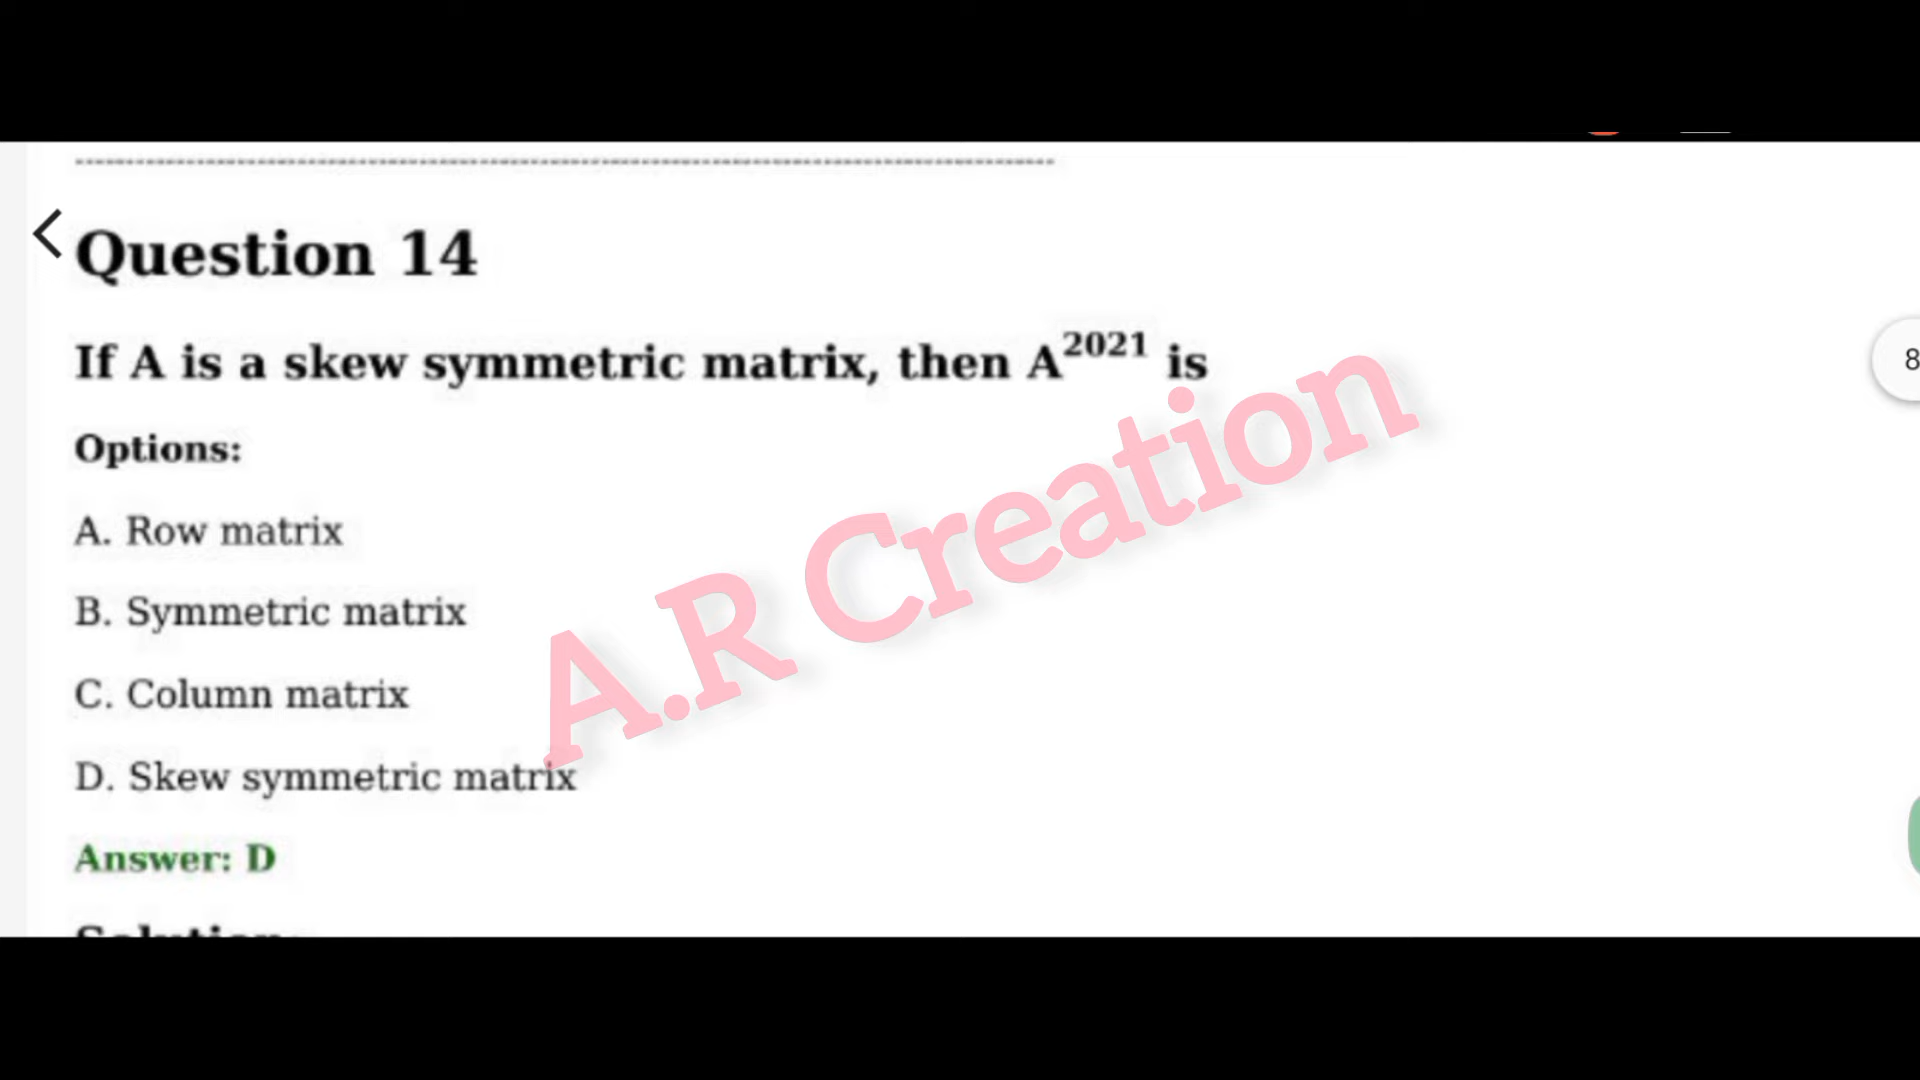 Question 14
If A is a skew symmetric matrix, then A²⁰²¹ is
Options:
A. Row matrix
B. Symmetric matrix
C. Column matrix
D. Skew symmetric matrix
Answer: D
A.R Creation
8